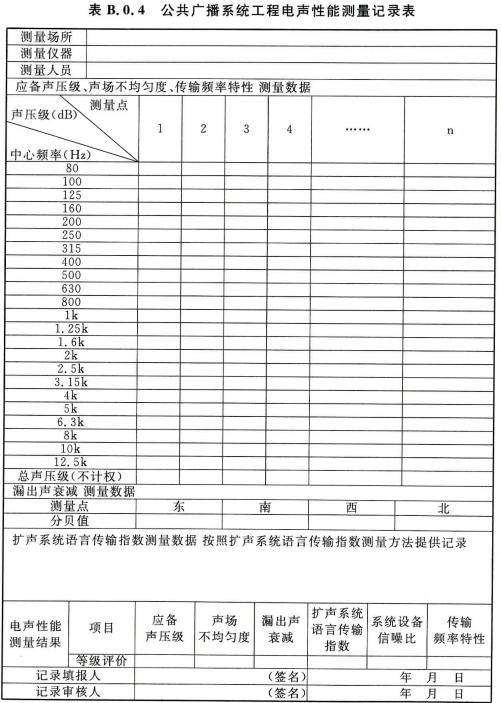 表 B.0.4 公共广播系统工程电声性能测量记录表
测量场所
测量仪器
测量人员
应备声压级、声场不均匀度、传输频率特性 测量数据
测量点
声压级(dB)
中心频率(Hz)
1 2 3 4 …… n
80
100
125
160
200
250
315
400
500
630
800
1k
1.25k
1.6k
2k
2.5k
3.15k
4k
5k
6.3k
8k
10k
12.5k
总声压级(不计权)
漏出声衰减 测量数据
测量点 东 南 西 北
分贝值
扩声系统语言传输指数测量数据 按照扩声系统语言传输指数测量方法提供记录
电声性能
测量结果
项目
应备
声压级
声场
不均匀度
漏出声
衰减
扩声系统
语言传输
指数
系统设备
信噪比
传输
频率特性
等级评价
记录填报人 (签名) 年 月 日
记录审核人 (签名) 年 月 日